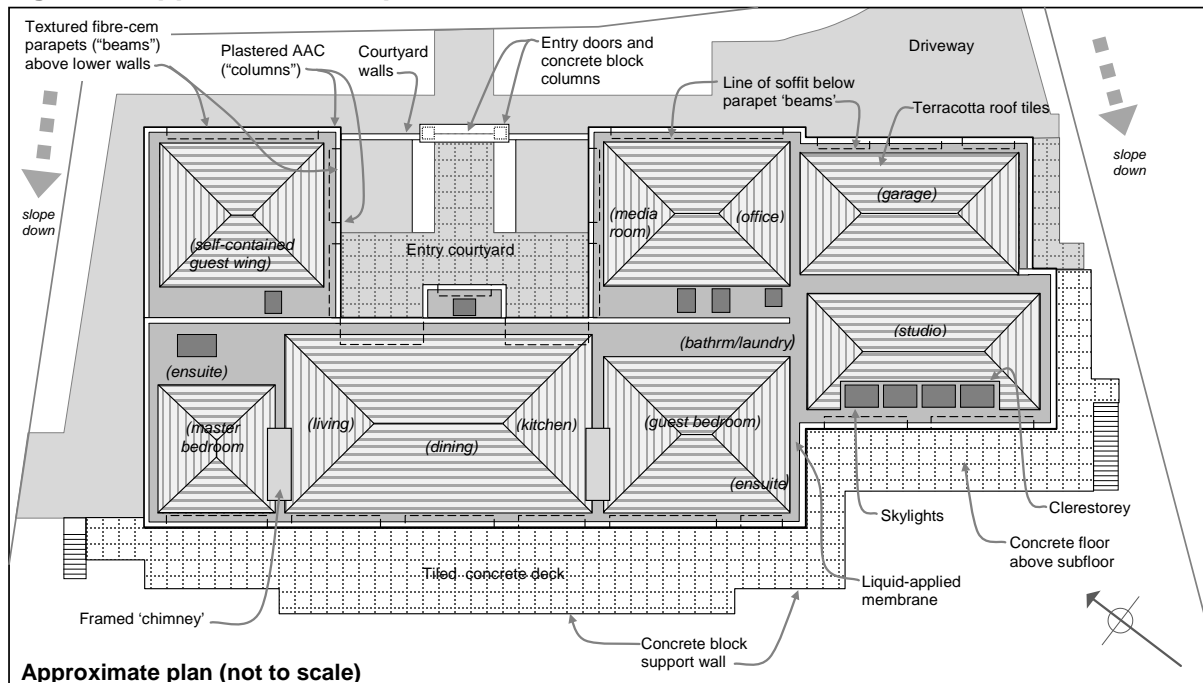 Textured fibre-cem
parapets (“beams”)
above lower walls
Plastered AAC
(“columns”)
Courtyard
walls
Entry doors and
concrete block
columns
Driveway
Line of soffit below
parapet ‘beams’
Terracotta roof tiles
slope
down
slope
down
(self-contained
guest wing)
Entry courtyard
(media
room)
(office)
(garage)
(studio)
(bathrm/laundry)
(ensuite)
(master
bedroom
(living)
(dining)
(kitchen)
(guest bedroom)
(ensuite)
Skylights
Clerestorey
Concrete floor
above subfloor
Liquid-applied
membrane
Tiled concrete deck
Framed ‘chimney’
Concrete block
support wall
Approximate plan (not to scale)